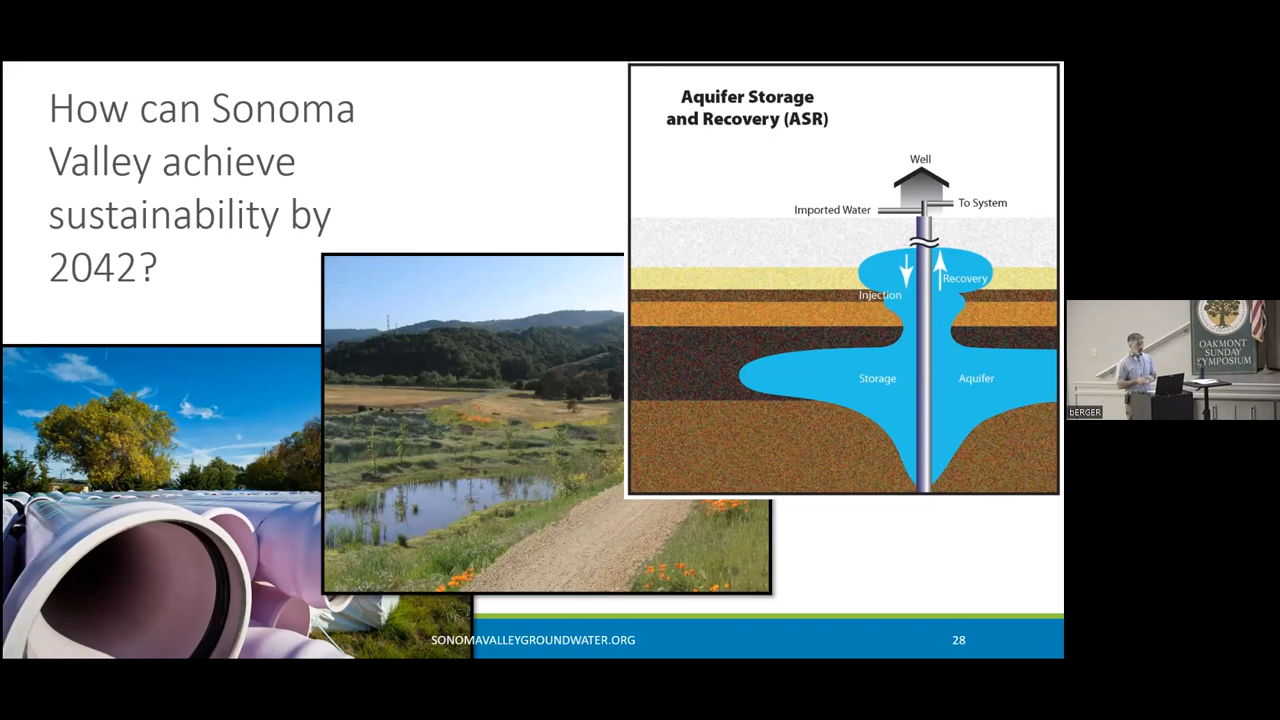 How can Sonoma
Valley achieve
sustainability by
2042?
Aquifer Storage
and Recovery (ASR)
Well
Imported Water
To System
Recovery
Injection
Storage
Aquifer
SONOMAVALLEYGROUNDWATER.ORG
28
OAKMONT
SUNDAY
SYMPOSIUM
bERGER